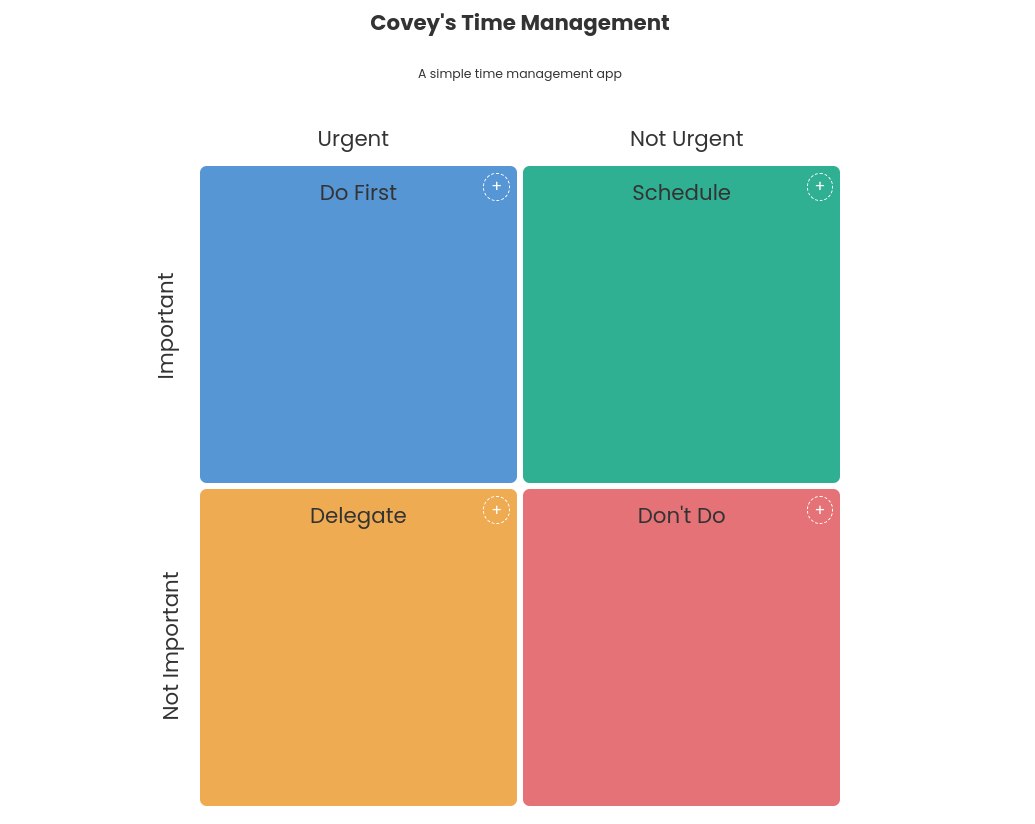 Covey's Time Management
A simple time management app
Urgent
Not Urgent
Important
Do First
+
Schedule
+
Not Important
Delegate
+
Don't Do
+